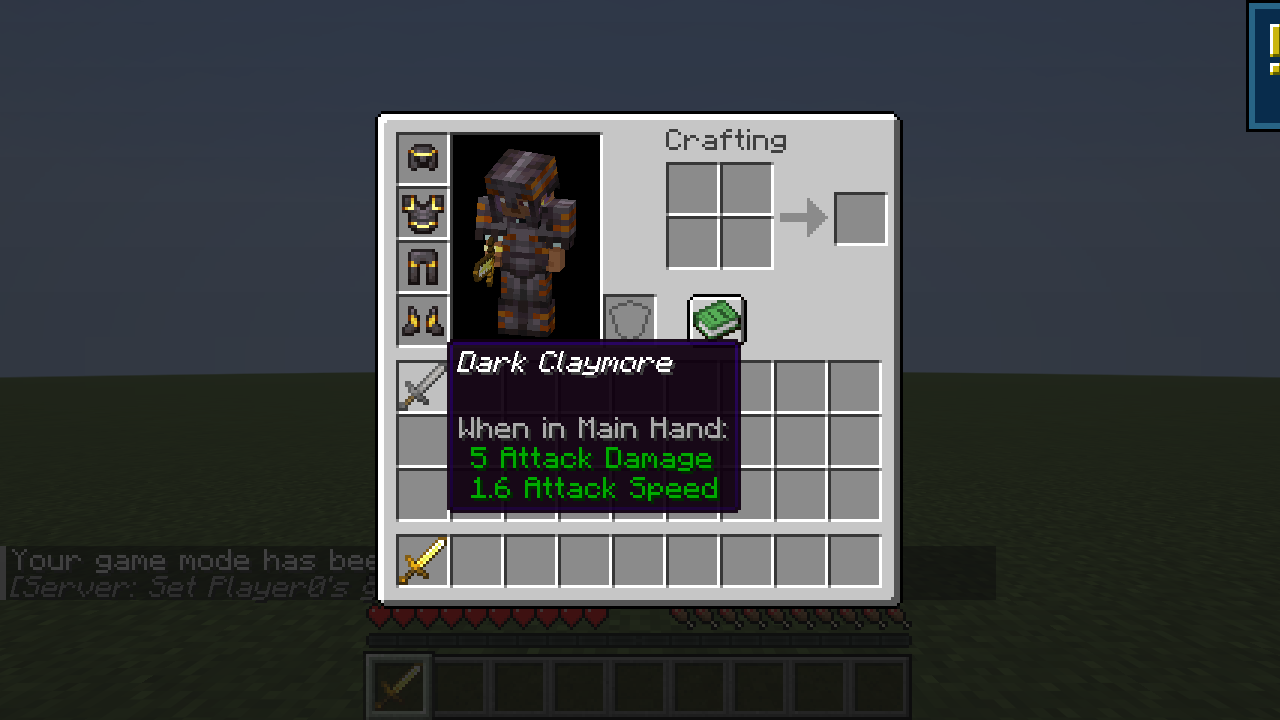 Crafting
Dark Claymore
When in Main Hand:
5 Attack Damage
1.6 Attack Speed
Your game mode has bee
[Server: Set Player0's g